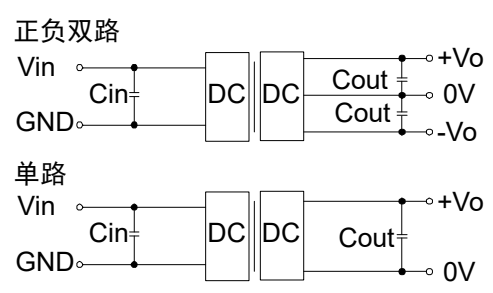 正负双路
Vin
Cin
GND
DC DC
Cout
Cout
+Vo
0V
-Vo
单路
Vin
Cin
GND
DC DC
Cout
+Vo
0V